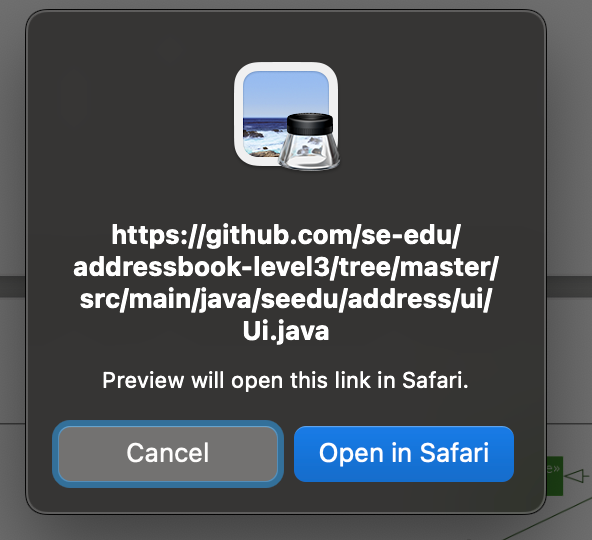 https://github.com/se-edu/
addressbook-level3/tree/master/
src/main/java/seedu/address/ui/
Ui.java
Preview will open this link in Safari.
Cancel
Open in Safari
e»